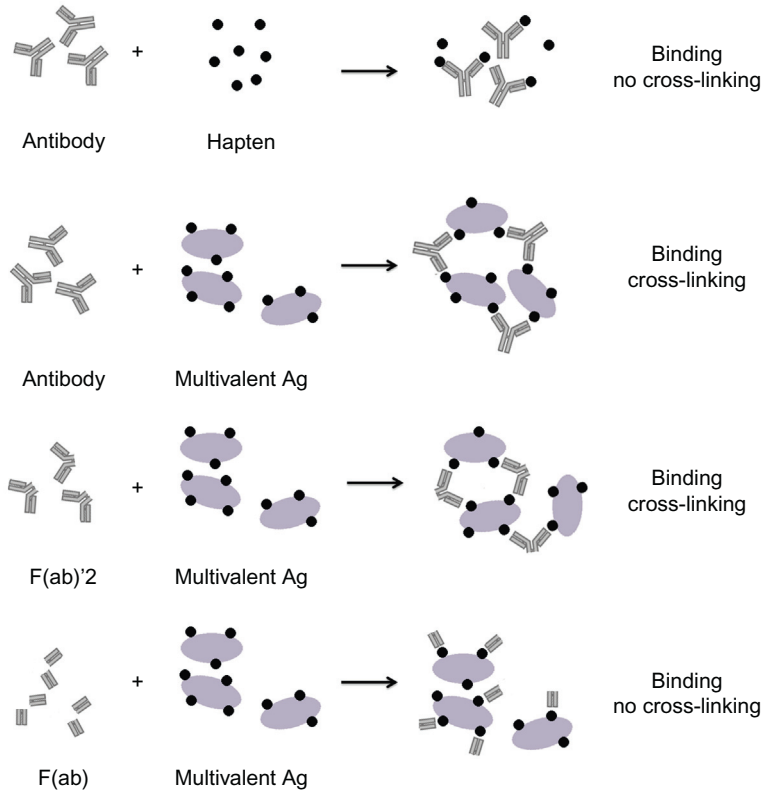 +
Binding
no cross-linking
Antibody
Hapten
+
Binding
cross-linking
Antibody
Multivalent Ag
+
Binding
cross-linking
F(ab)’2
Multivalent Ag
+
Binding
no cross-linking
F(ab)
Multivalent Ag